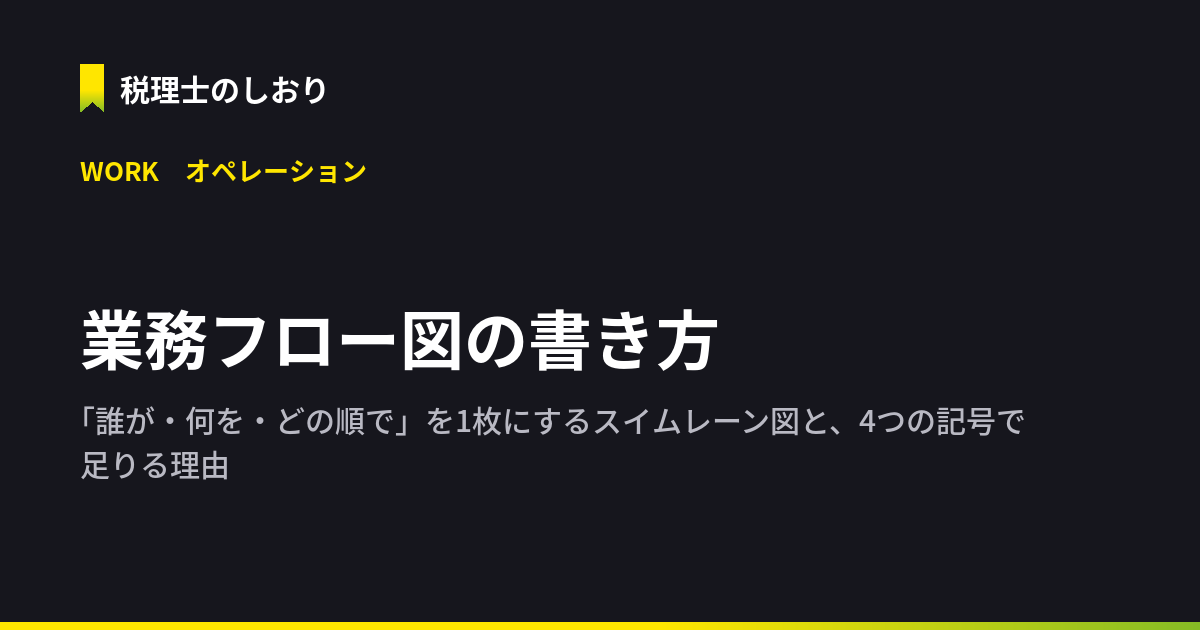 税理士のしおり
WORK　オペレーション
業務フロー図の書き方
「誰が・何を・どの順で」を1枚にするスイムレーン図と、4つの記号で
足りる理由